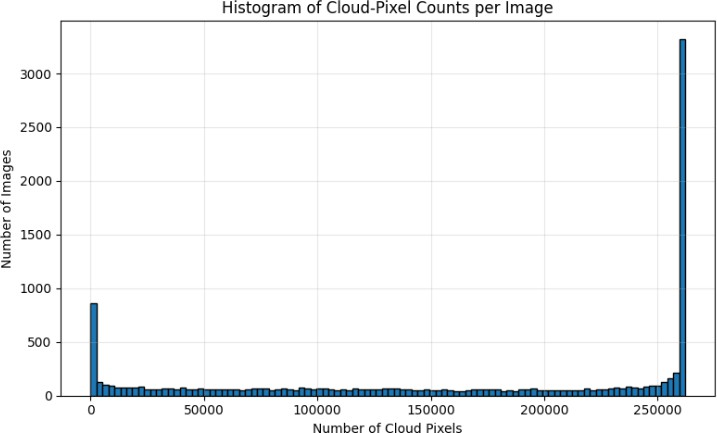 Histogram of Cloud-Pixel Counts per Image
Number of Images
3000
2500
2000
1500
1000
500
0
0 50000 100000 150000 200000 250000
Number of Cloud Pixels